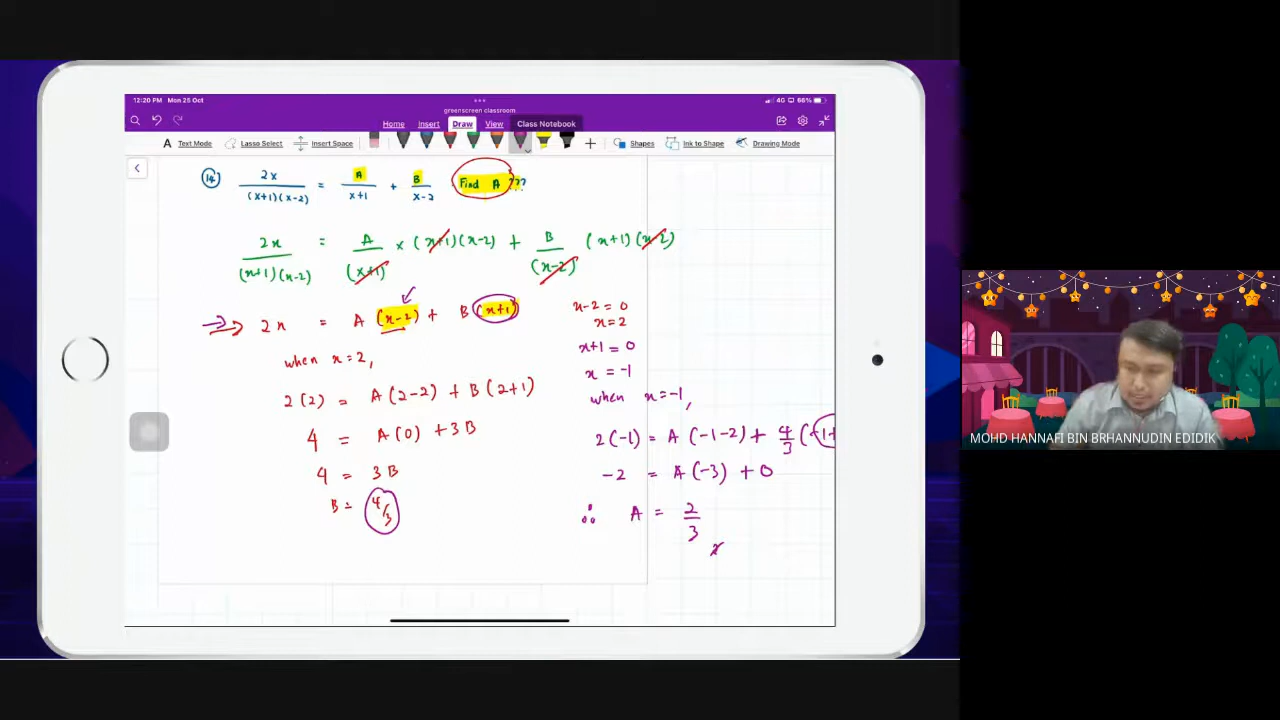 12:20 PM Mon 25 Oct
4G 66%
greenscreen classroom
Home Insert Draw View Class Notebook
A Text Mode Lasso Select Insert Space Shapes Ink to Shape Drawing Mode
14 2x/(x+1)(x-2) = A/x+1 + B/x-2 Find A ???
2x/(x+1)(x-2) = A/(x+1) × (x+1)(x-2) + B/(x-2) (x+1)(x-2)
⇒ 2x = A(x-2) + B(x+1)
when x=2,
2(2) = A(2-2) + B(2+1)
4 = A(0) + 3B
4 = 3B
B = 4/3
x-2=0
x=2
x+1=0
x=-1
when x=-1,
2(-1) = A(-1-2) + 4/3(-1+
-2 = A(-3) + 0
∴ A = 2/3
MOHD HANNAFI BIN BRHANNUDIN EDIDIK